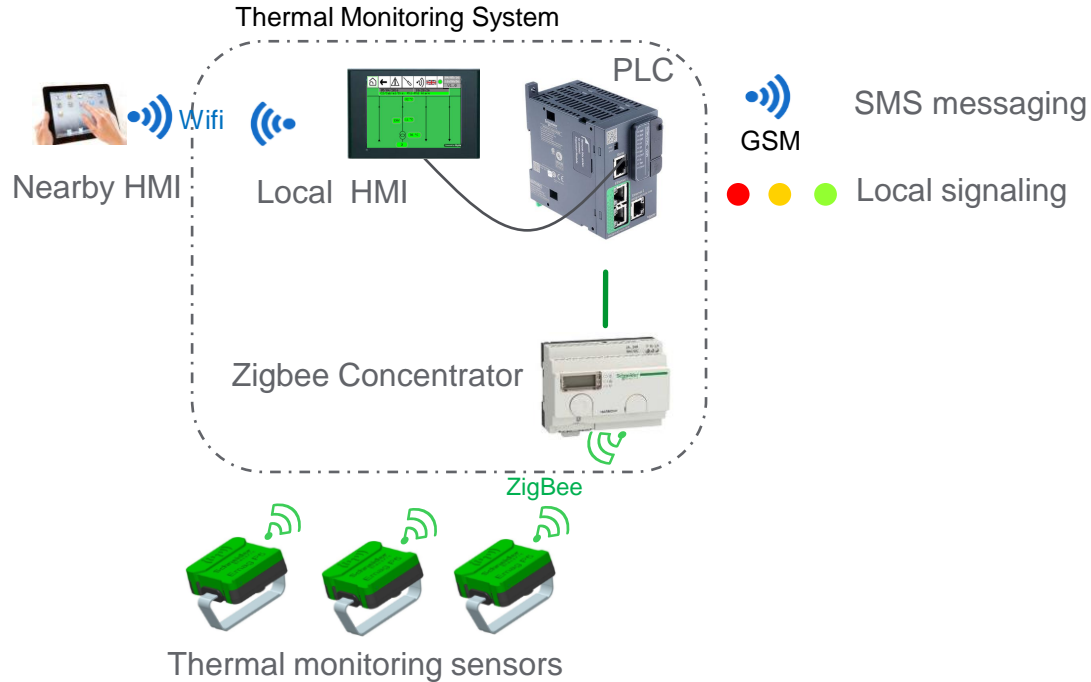 Thermal Monitoring System
PLC
SMS messaging
Wifi
GSM
Nearby HMI
Local HMI
Local signaling
Zigbee Concentrator
Schneider
ZigBee
Thermal monitoring sensors